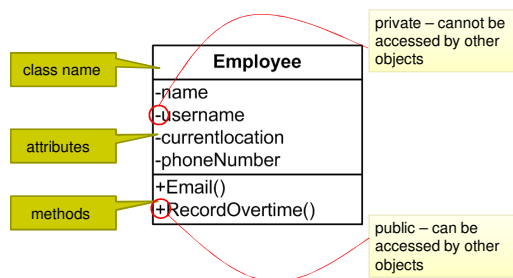 private – cannot be
accessed by other
objects
class name
Employee
-name
-username
-currentlocation
-phoneNumber
attributes
+Email()
+RecordOvertime()
methods
public – can be
accessed by other
objects